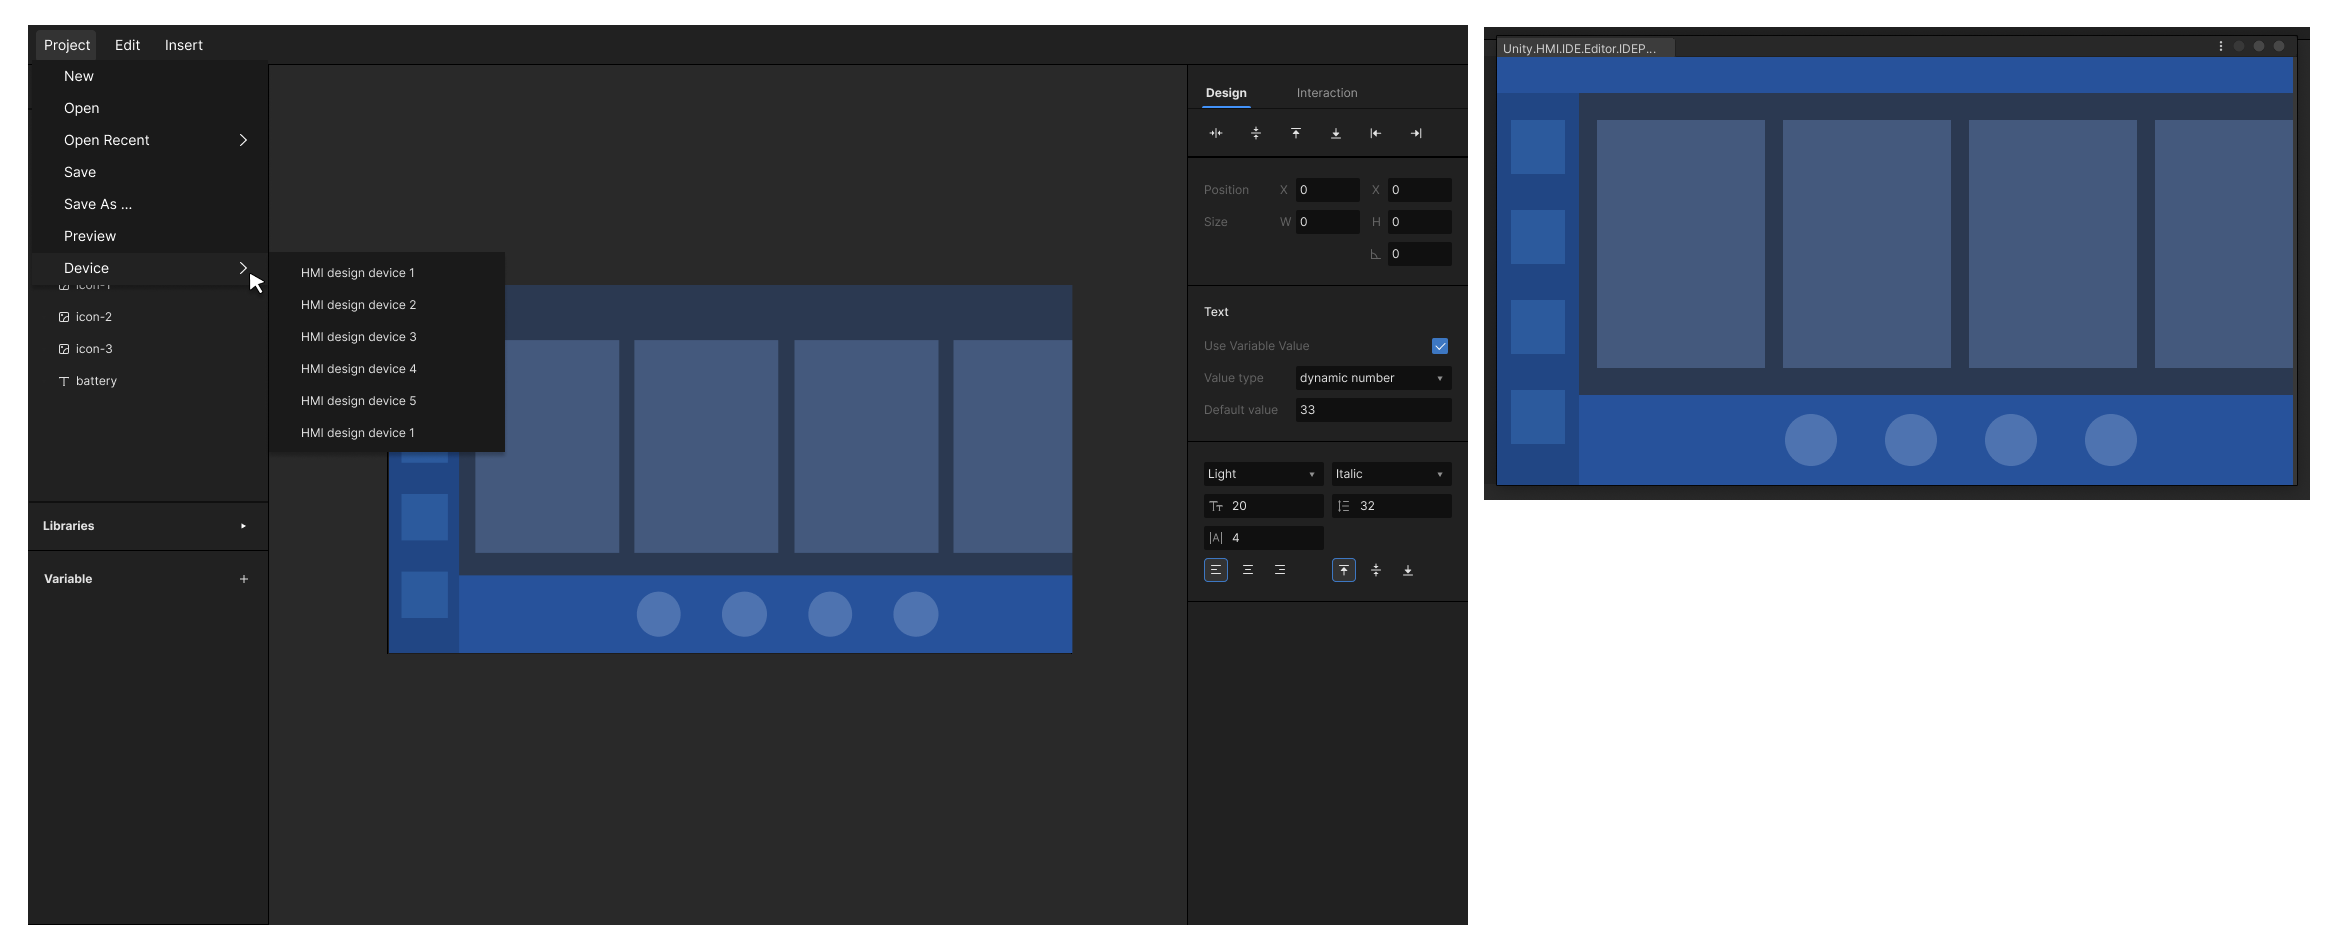 Project Edit Insert
New
Open
Open Recent
Save
Save As ...
Preview
Device
icon-1
icon-2
icon-3
battery
Libraries
Variable
HMI design device 1
HMI design device 2
HMI design device 3
HMI design device 4
HMI design device 5
HMI design device 1
Design Interaction
Position X 0 X 0
Size W 0 H 0
0
Text
Use Variable Value
Value type dynamic number
Default value 33
Light Italic
20 32
4
Unity.HMI.IDE.Editor.IDEP...